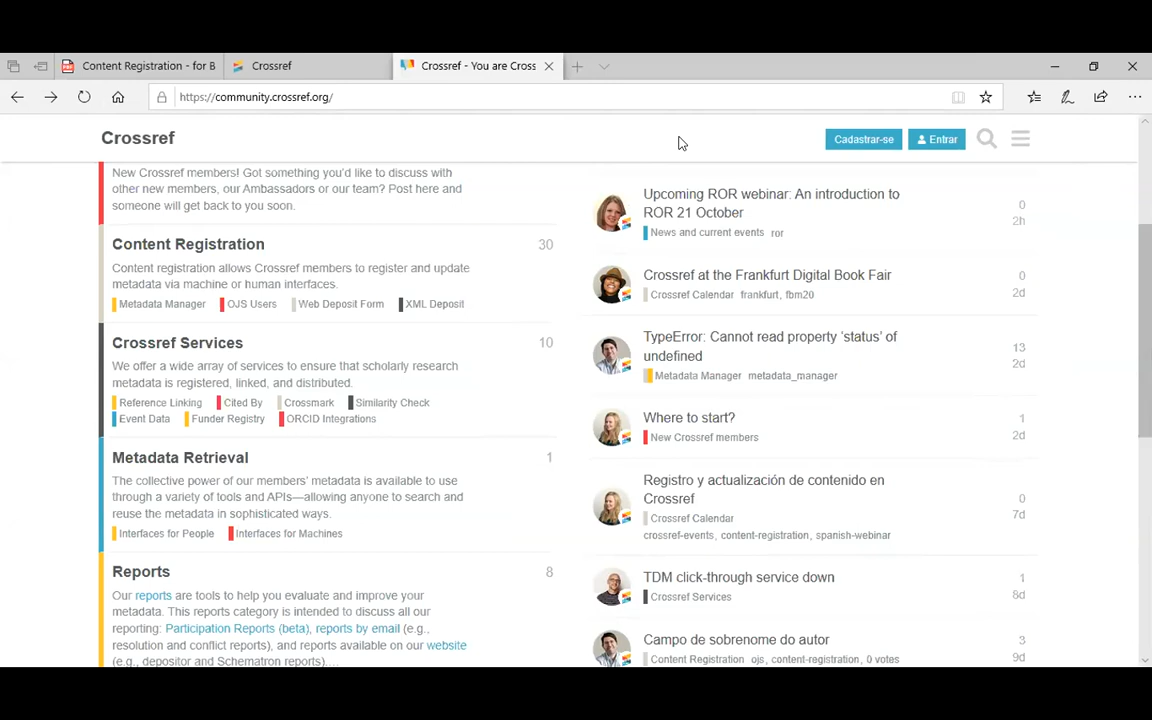 Content Registration - for B
Crossref
Crossref - You are Cross
https://community.crossref.org/
Crossref
Cadastrar-se
Entrar
New Crossref members! Got something you'd like to discuss with
other new members, our Ambassadors or our team? Post here and
someone will get back to you soon.
Content Registration
30
Content registration allows Crossref members to register and update
metadata via machine or human interfaces.
Metadata Manager OJS Users Web Deposit Form XML Deposit
Crossref Services
10
We offer a wide array of services to ensure that scholarly research
metadata is registered, linked, and distributed.
Reference Linking Cited By Crossmark Similarity Check
Event Data Funder Registry ORCID Integrations
Metadata Retrieval
1
The collective power of our members' metadata is available to use
through a variety of tools and APIs—allowing anyone to search and
reuse the metadata in sophisticated ways.
Interfaces for People Interfaces for Machines
Reports
8
Our reports are tools to help you evaluate and improve your
metadata. This reports category is intended to discuss all our
reporting: Participation Reports (beta), reports by email (e.g.,
resolution and conflict reports), and reports available on our website
(e.g., depositor and Schematron reports)....
Upcoming ROR webinar: An introduction to
ROR 21 October
News and current events ror
0
2h
Crossref at the Frankfurt Digital Book Fair
Crossref Calendar frankfurt, fbm20
0
2d
TypeError: Cannot read property 'status' of
undefined
Metadata Manager metadata_manager
13
2d
Where to start?
New Crossref members
1
2d
Registro y actualización de contenido en
Crossref
Crossref Calendar
crossref-events, content-registration, spanish-webinar
0
7d
TDM click-through service down
Crossref Services
1
8d
Campo de sobrenome do autor
Content Registration ojs, content-registration, 0 votes
3
9d